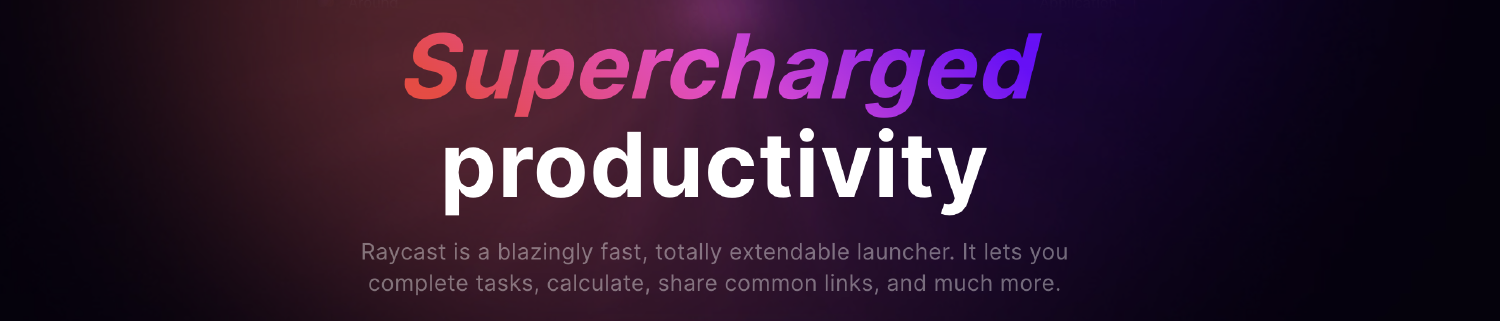 Supercharged
productivity
Raycast is a blazingly fast, totally extendable launcher. It lets you
complete tasks, calculate, share common links, and much more.